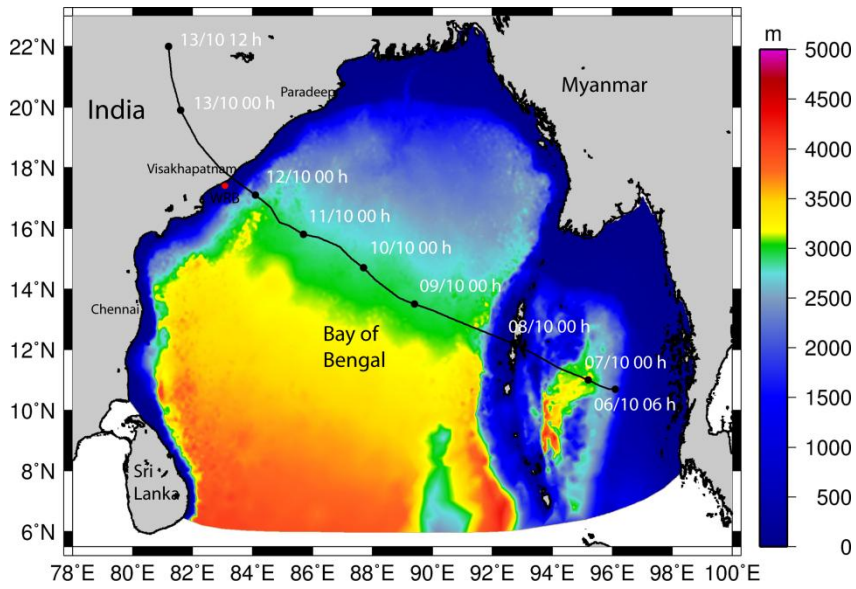 m
22°N
20°N
18°N
16°N
14°N
12°N
10°N
8°N
6°N
78°E
80°E
82°E
84°E
86°E
88°E
90°E
92°E
94°E
96°E
98°E
100°E
5000
4500
4000
3500
3000
2500
2000
1500
1000
500
0
13/10 12 h
13/10 00 h
12/10 00 h
11/10 00 h
10/10 00 h
09/10 00 h
08/10 00 h
07/10 00 h
06/10 06 h
India
Paradeep
Myanmar
Visakhapatnam
WRB
Chennai
Bay of
Bengal
Sri
Lanka